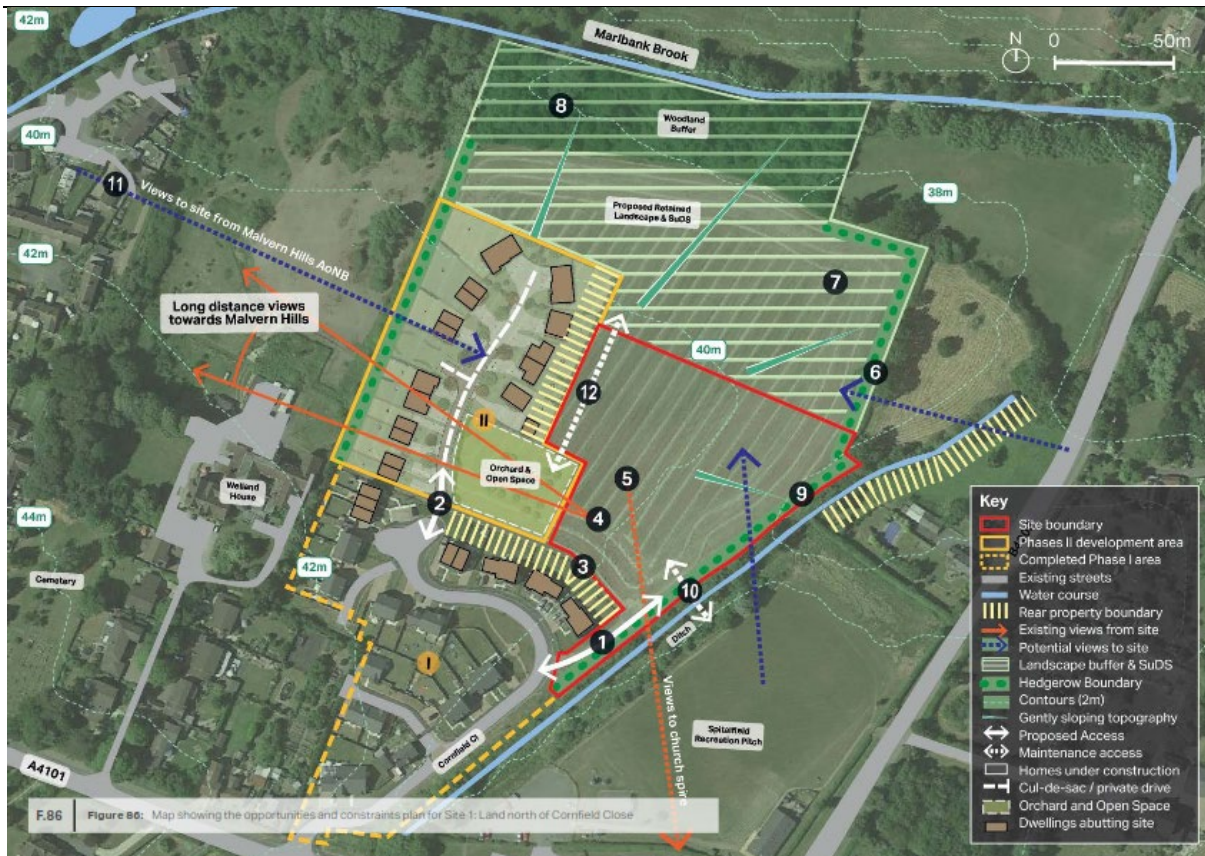 42m
Marlbank Brook
N
0 50m
8
Woodland
Buffer
40m
11
Views to site from Malvern Hills AoNB
Proposed Retained
Landscape & SuDS
38m
42m
7
Long distance views
towards Malvern Hills
40m
6
12
II
Orchard &
Open Space
5
Welland
House
2
4
9
44m
3
Cemetery
42m
10
Ditch
1
I
Views to church spire
Spitalfield
Recreation Pitch
Cornfield Cl
A4101
Key
Site boundary
Phases II development area
Completed Phase I area
Existing streets
Water course
Rear property boundary
Existing views from site
Potential views to site
Landscape buffer & SuDS
Hedgerow Boundary
Contours (2m)
Gently sloping topography
Proposed Access
Maintenance access
Homes under construction
Cul-de-sac / private drive
Orchard and Open Space
Dwellings abutting site
F.86 Figure 86: Map showing the opportunities and constraints plan for Site 1: Land north of Cornfield Close